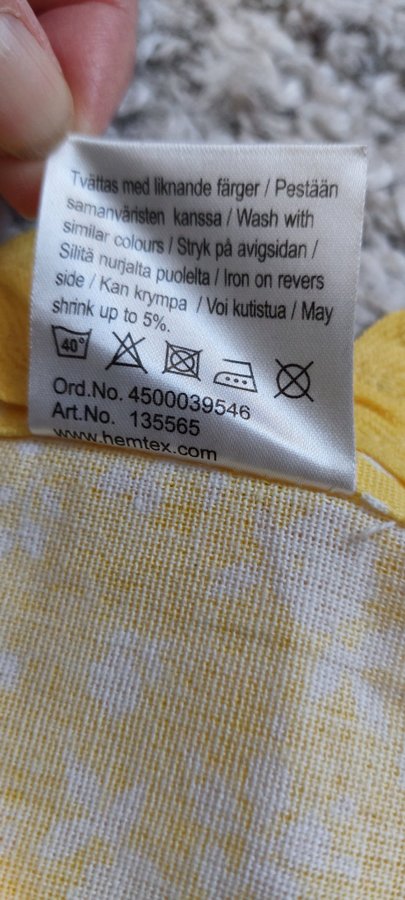 Tvättas med liknande färger / Pestään
samanväristen kanssa / Wash with
similar colours / Stryk på avigsidan /
Silitä nurjalta puolelta / Iron on revers
side / Kan krympa / Voi kutistua / May
shrink up to 5%.
40°
Ord.No. 4500039546
Art.No. 135565
www.hemtex.com